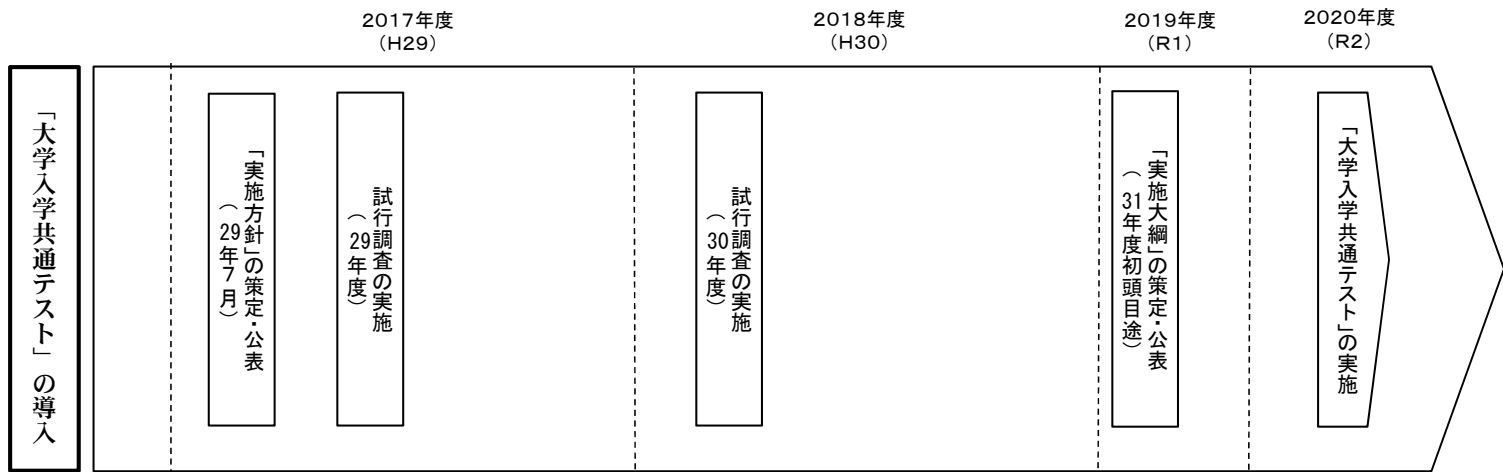 2017年度
(H29)
2018年度
(H30)
2019年度
(R1)
2020年度
(R2)
「大学入学共通テスト」の導入
「実施方針」の策定・公表
(29年7月)
試行調査の実施
(29年度)
試行調査の実施
(30年度)
「実施大綱」の策定・公表
(31年度初頭目途)
「大学入学共通テスト」の実施